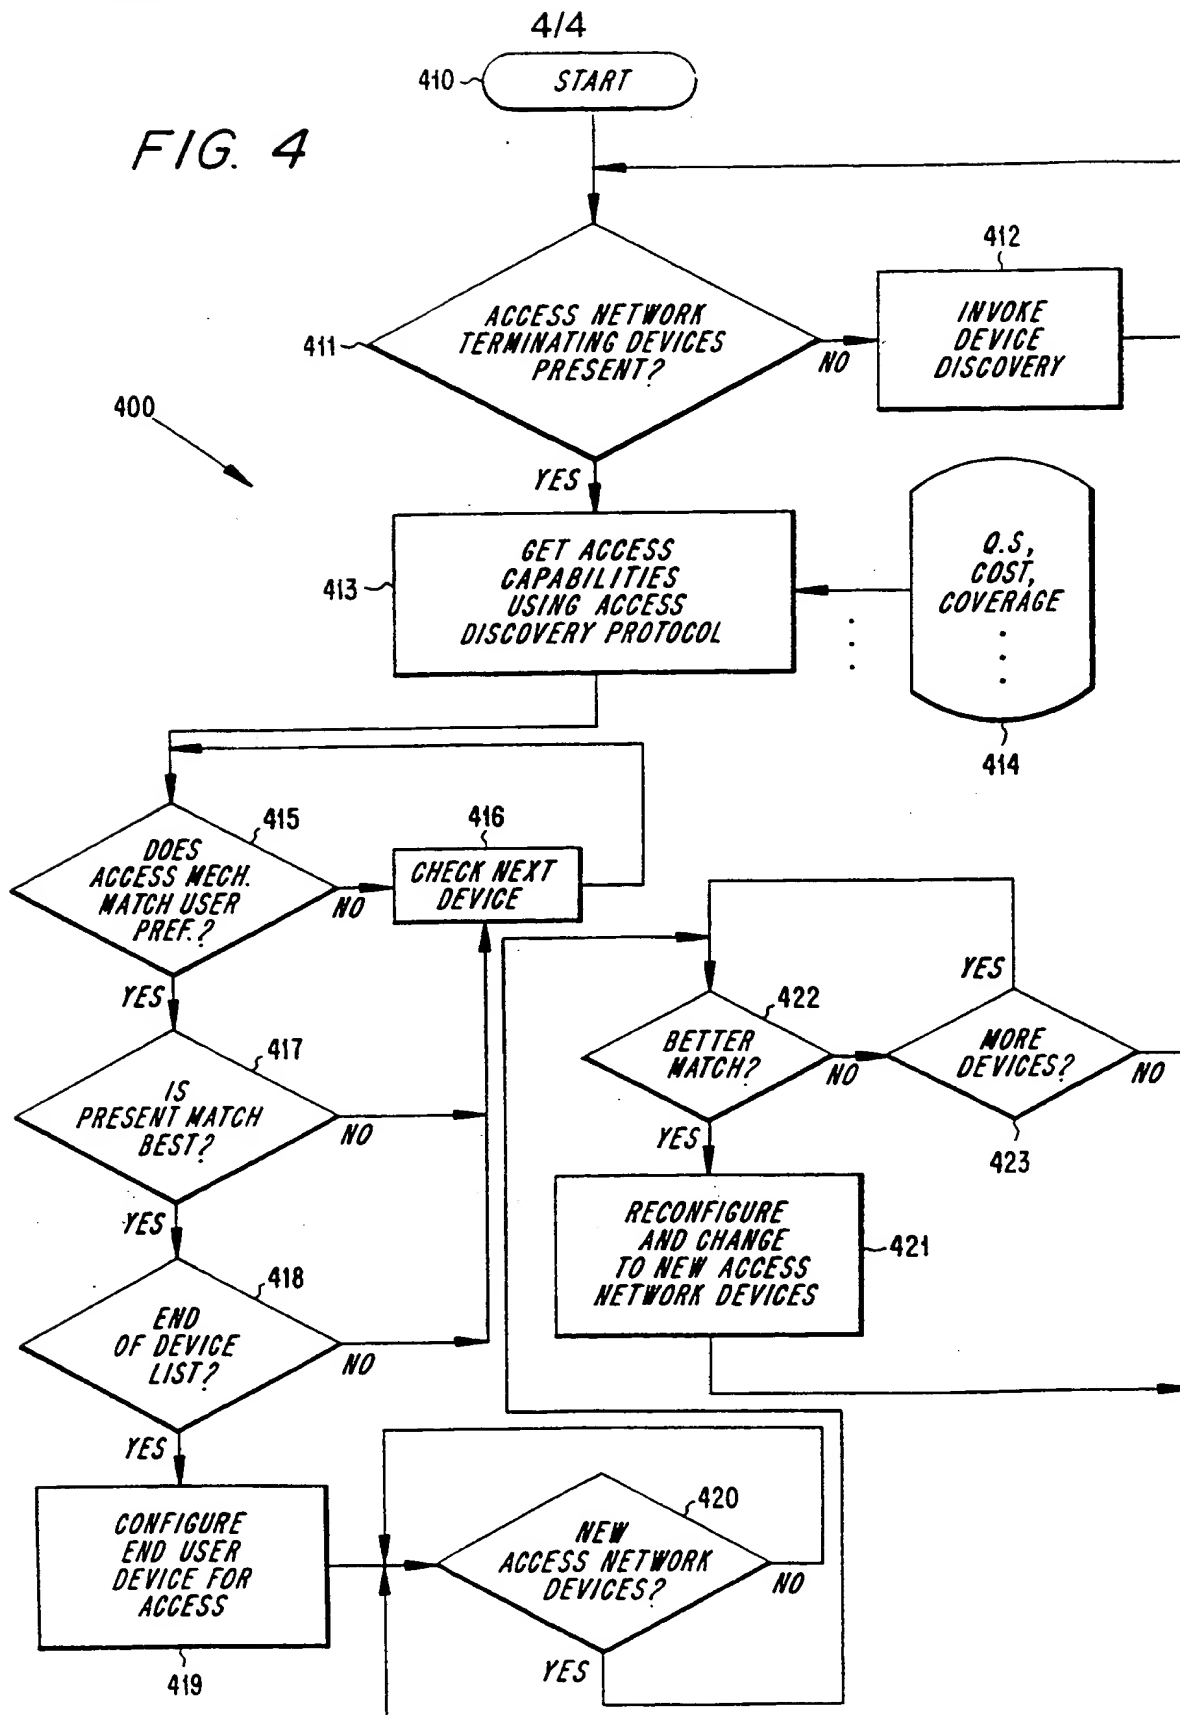 4/4
FIG. 4
410
START
411
ACCESS NETWORK
TERMINATING DEVICES
PRESENT?
NO
YES
412
INVOKE
DEVICE
DISCOVERY
400
413
GET ACCESS
CAPABILITIES
USING ACCESS
DISCOVERY PROTOCOL
Q.S,
COST,
COVERAGE
414
415
DOES
ACCESS MECH.
MATCH USER
PREF.?
NO
YES
416
CHECK NEXT
DEVICE
417
IS
PRESENT MATCH
BEST?
NO
YES
418
END
OF DEVICE
LIST?
NO
YES
CONFIGURE
END USER
DEVICE FOR
ACCESS
419
420
NEW
ACCESS NETWORK
DEVICES?
NO
YES
422
BETTER
MATCH?
NO
YES
YES
MORE
DEVICES?
NO
423
RECONFIGURE
AND CHANGE
TO NEW ACCESS
NETWORK DEVICES
421